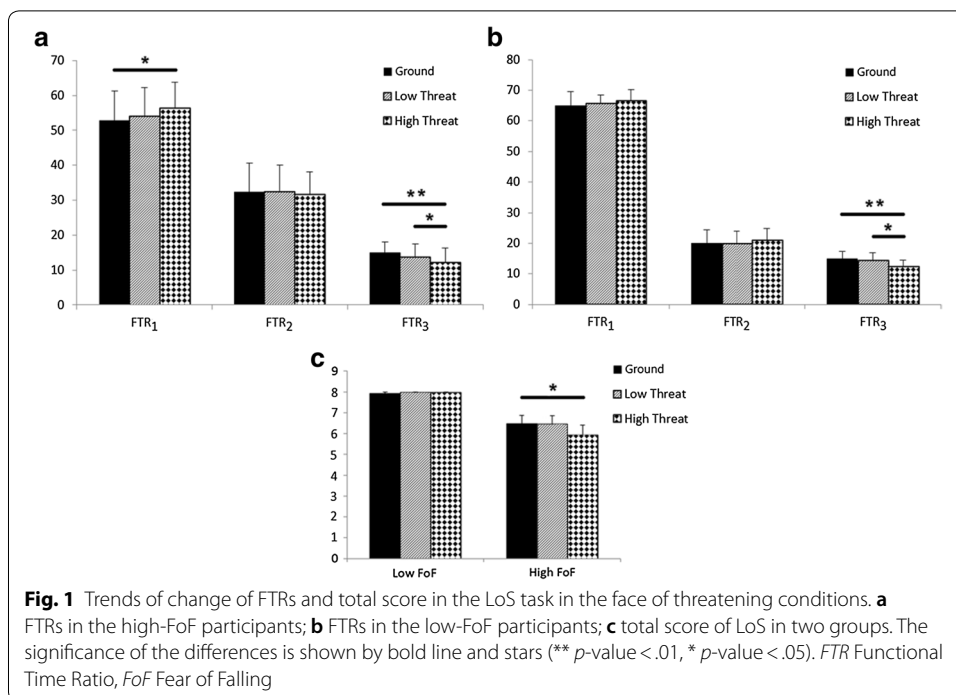 a
70
60
50
40
30
20
10
0
*
**
*
Ground
Low Threat
High Threat
FTR1
FTR2
FTR3
b
80
70
60
50
40
30
20
10
0
**
*
Ground
Low Threat
High Threat
FTR1
FTR2
FTR3
c
9
8
7
6
5
4
3
2
1
0
*
Ground
Low Threat
High Threat
Low FoF
High FoF
Fig. 1 Trends of change of FTRs and total score in the LoS task in the face of threatening conditions. a
FTRs in the high-FoF participants; b FTRs in the low-FoF participants; c total score of LoS in two groups. The
significance of the differences is shown by bold line and stars (** p-value < .01, * p-value < .05). FTR Functional
Time Ratio, FoF Fear of Falling